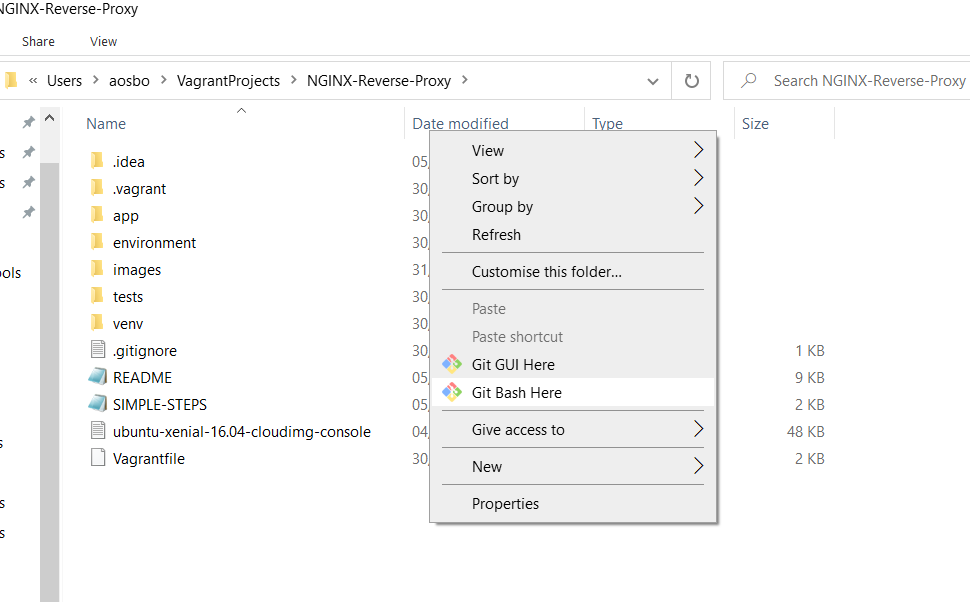 NGINX-Reverse-Proxy
Share View
« Users > aosbo > VagrantProjects > NGINX-Reverse-Proxy > Search NGINX-Reverse-Proxy
Name Date modified Type Size
.idea 05,
.vagrant 30,
app 30,
environment 30,
images 31,
tests 30,
venv 30,
.gitignore 30, 1 KB
README 05, 9 KB
SIMPLE-STEPS 05, 2 KB
ubuntu-xenial-16.04-cloudimg-console 04, 48 KB
Vagrantfile 30, 2 KB
s
s
ools
s
s
s
View
Sort by
Group by
Refresh
Customise this folder...
Paste
Paste shortcut
Git GUI Here
Git Bash Here
Give access to
New
Properties